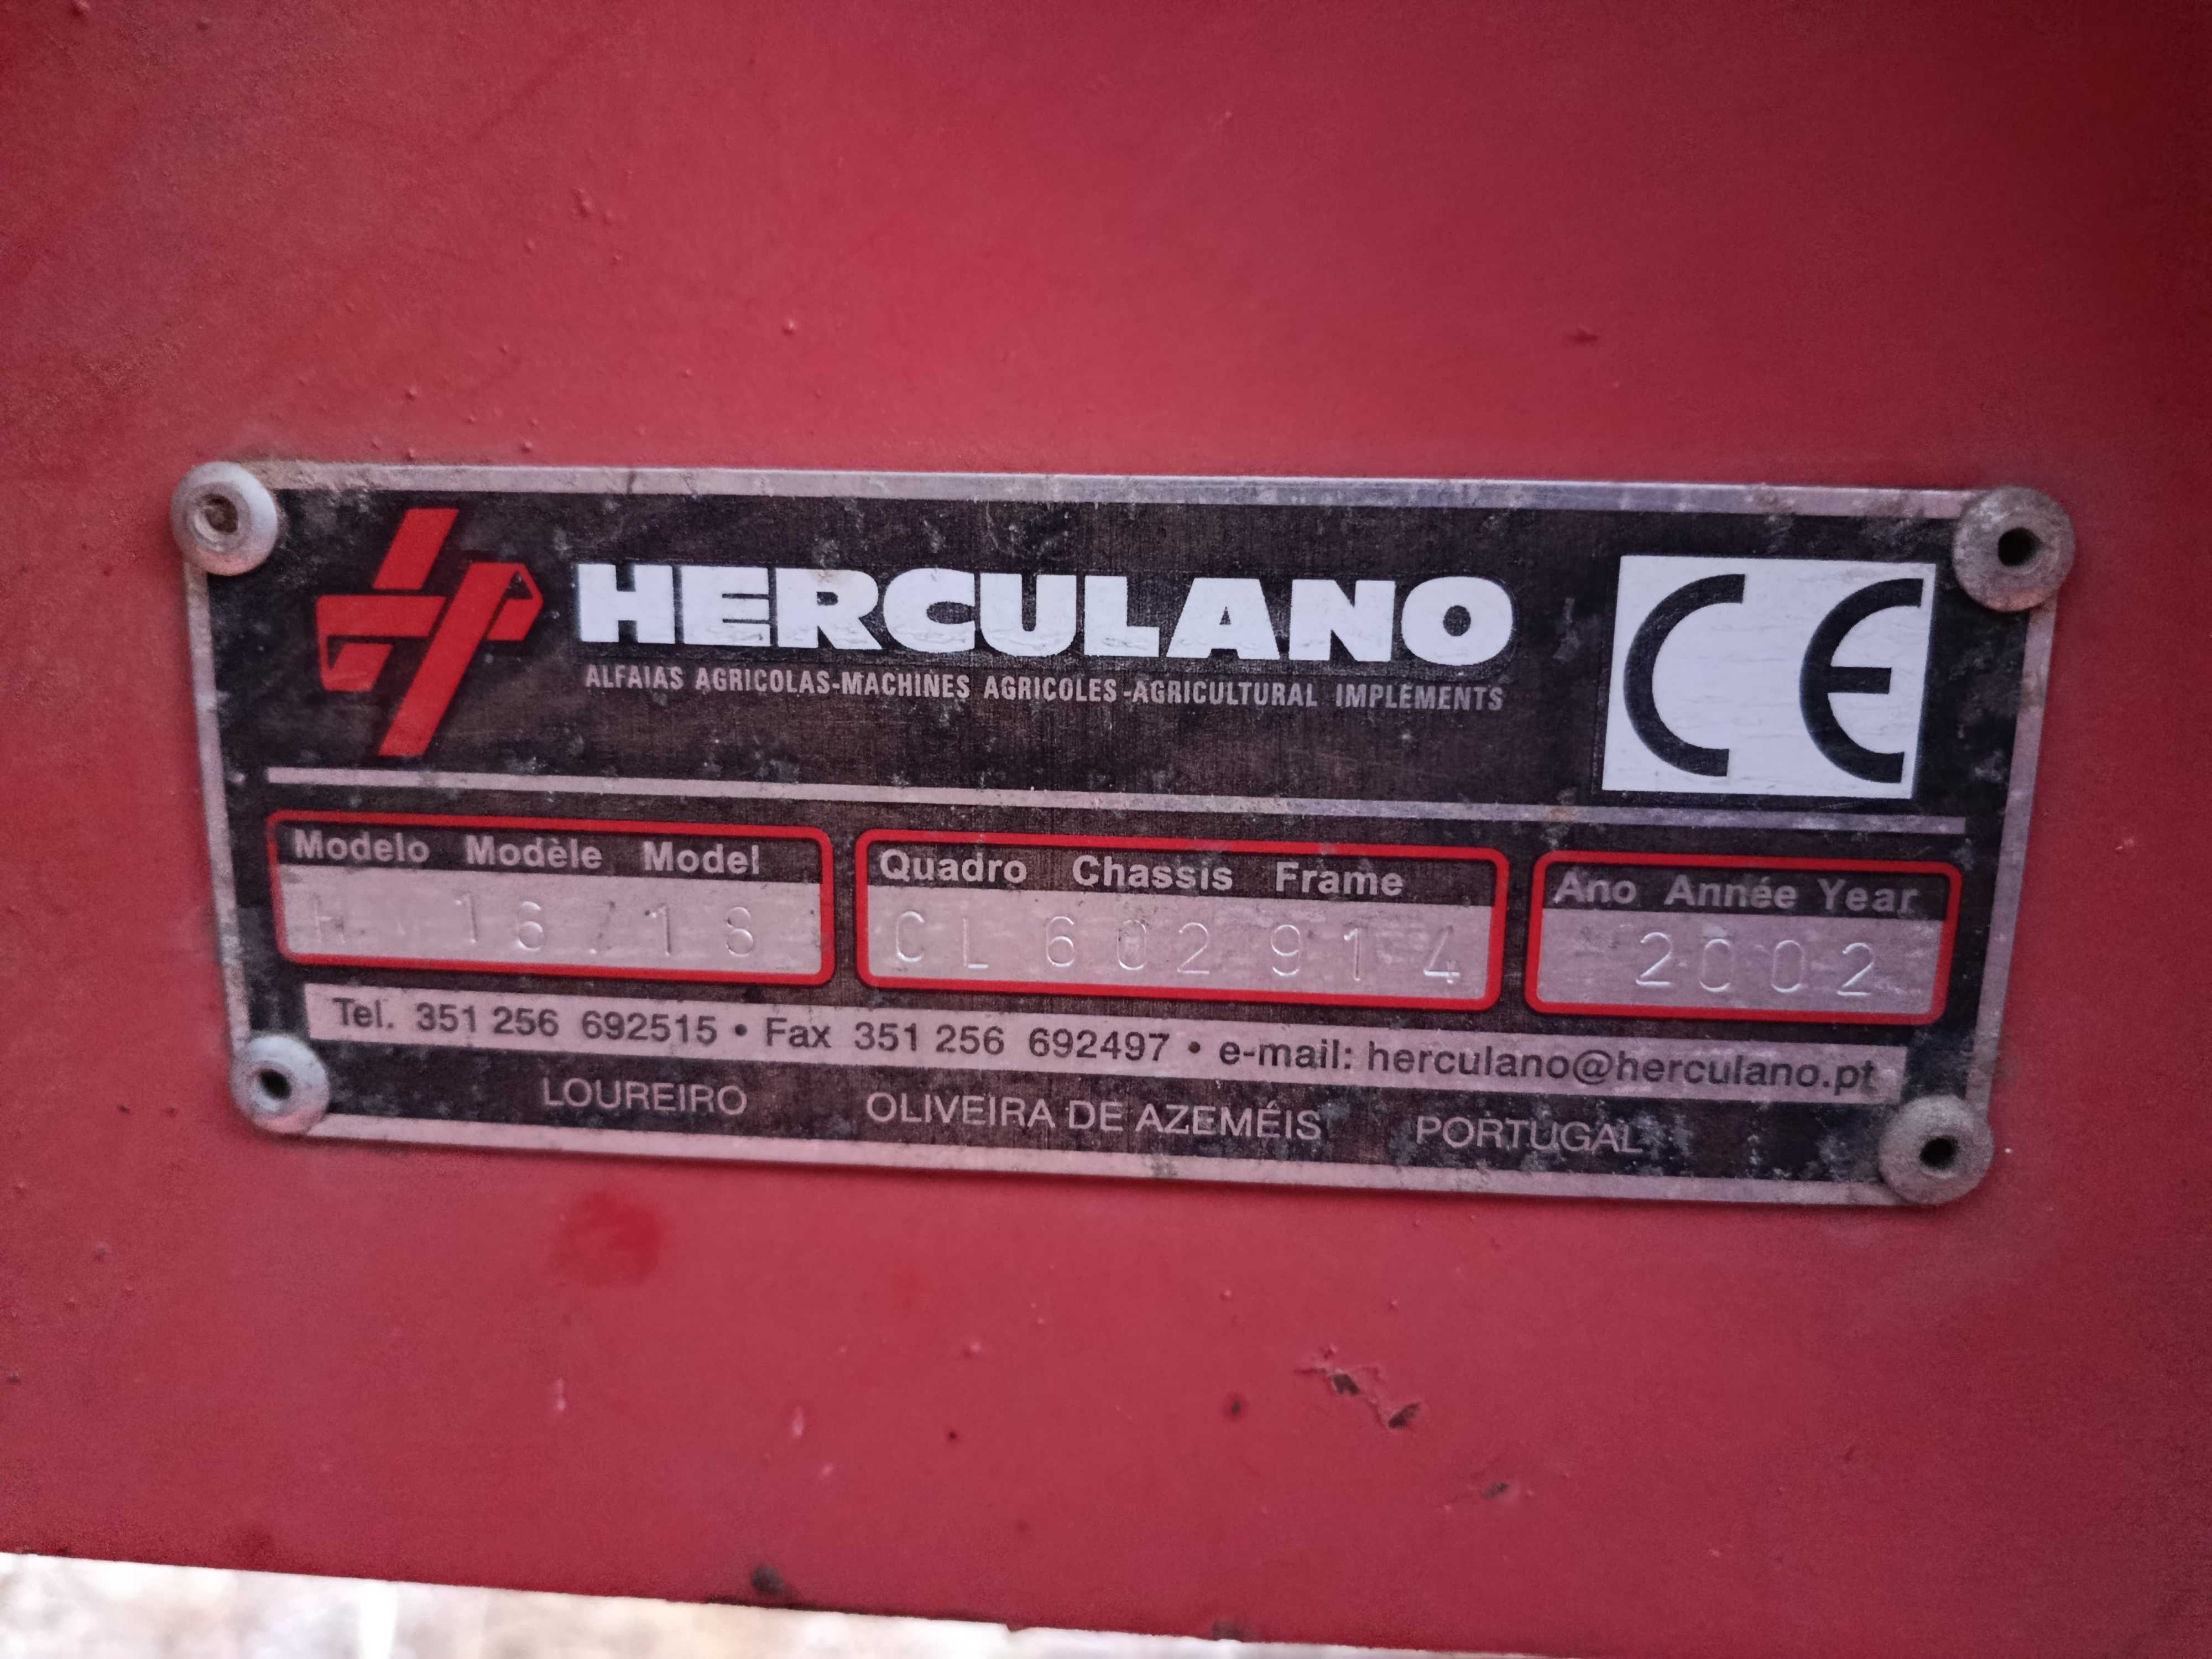 HERCULANO
ALFAIAS AGRICOLAS-MACHINES AGRICOLES-AGRICULTURAL IMPLEMENTS
CE
Modelo Modèle Model
H. 16/18
Quadro Chassis Frame
CL 602 914
Ano Année Year
2002
Tel. 351 256 692515 • Fax 351 256 692497 • e-mail: herculano@herculano.pt
LOUREIRO OLIVEIRA DE AZEMÉIS PORTUGAL